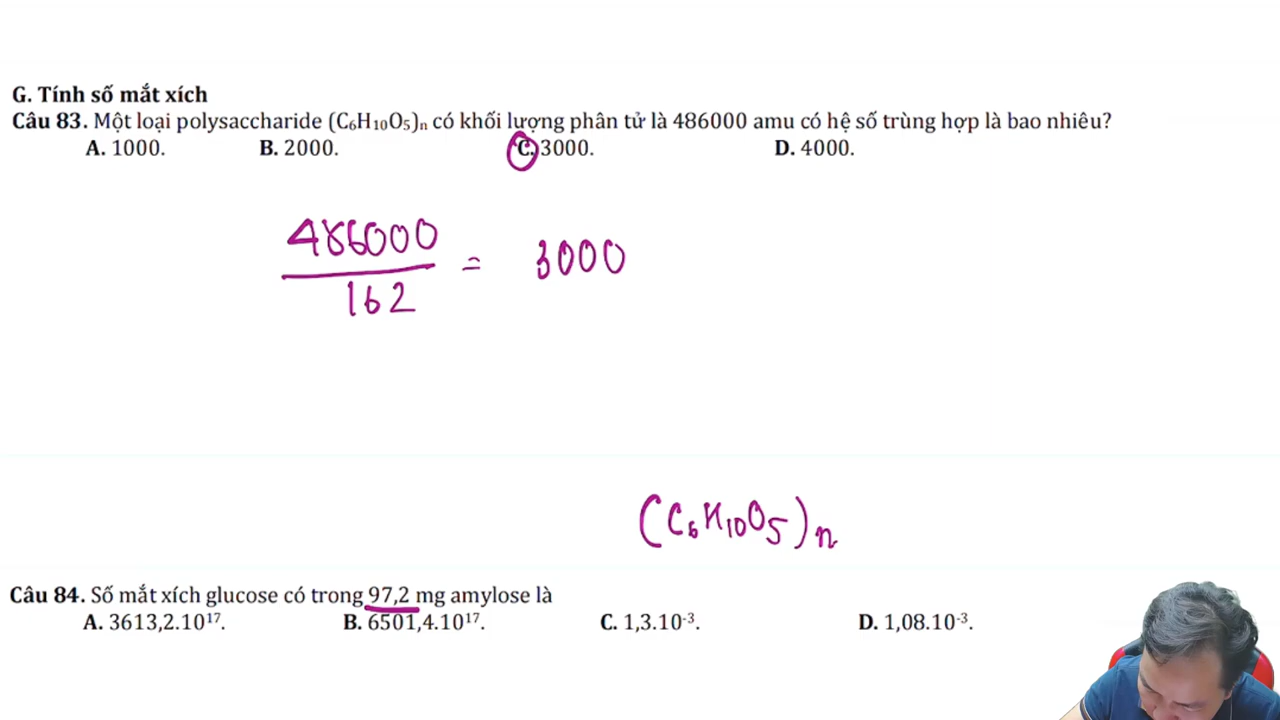 G. Tính số mắt xích
Câu 83. Một loại polysaccharide (C₆H₁₀O₅)ₙ có khối lượng phân tử là 486000 amu có hệ số trùng hợp là bao nhiêu?
A. 1000. B. 2000. C. 3000. D. 4000.
486000
162
= 3000
(C₆H₁₀O₅)ₙ
Câu 84. Số mắt xích glucose có trong 97,2 mg amylose là
A. 3613,2.10¹⁷. B. 6501,4.10¹⁷. C. 1,3.10⁻³. D. 1,08.10⁻³.